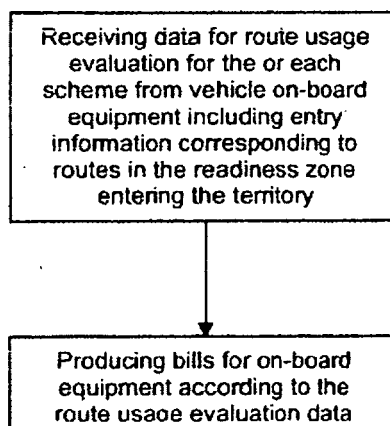 Receiving data for route usage
evaluation for the or each
scheme from vehicle on-board
equipment including entry
information corresponding to
routes in the readiness zone
entering the territory
Producing bills for on-board
equipment according to the
route usage evaluation data